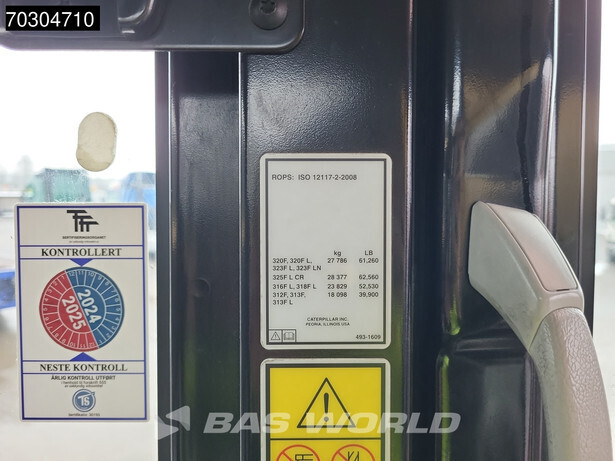 70304710
ROPS: ISO 12117-2-2008
kg LB
320F, 320F L, 27 786 61,260
323F L, 323F LN
325F L CR 28 377 62,560
316F L, 318F L 23 829 52,530
312F, 313F, 18 098 39,900
313F L
CATERPILLAR INC.
PEORIA, ILLINOIS USA
493-1609
KONTROLLERT
2024
2025
NESTE KONTROLL
ÅRLIG KONTROLL UTFØRT
TS
BAS WORLD